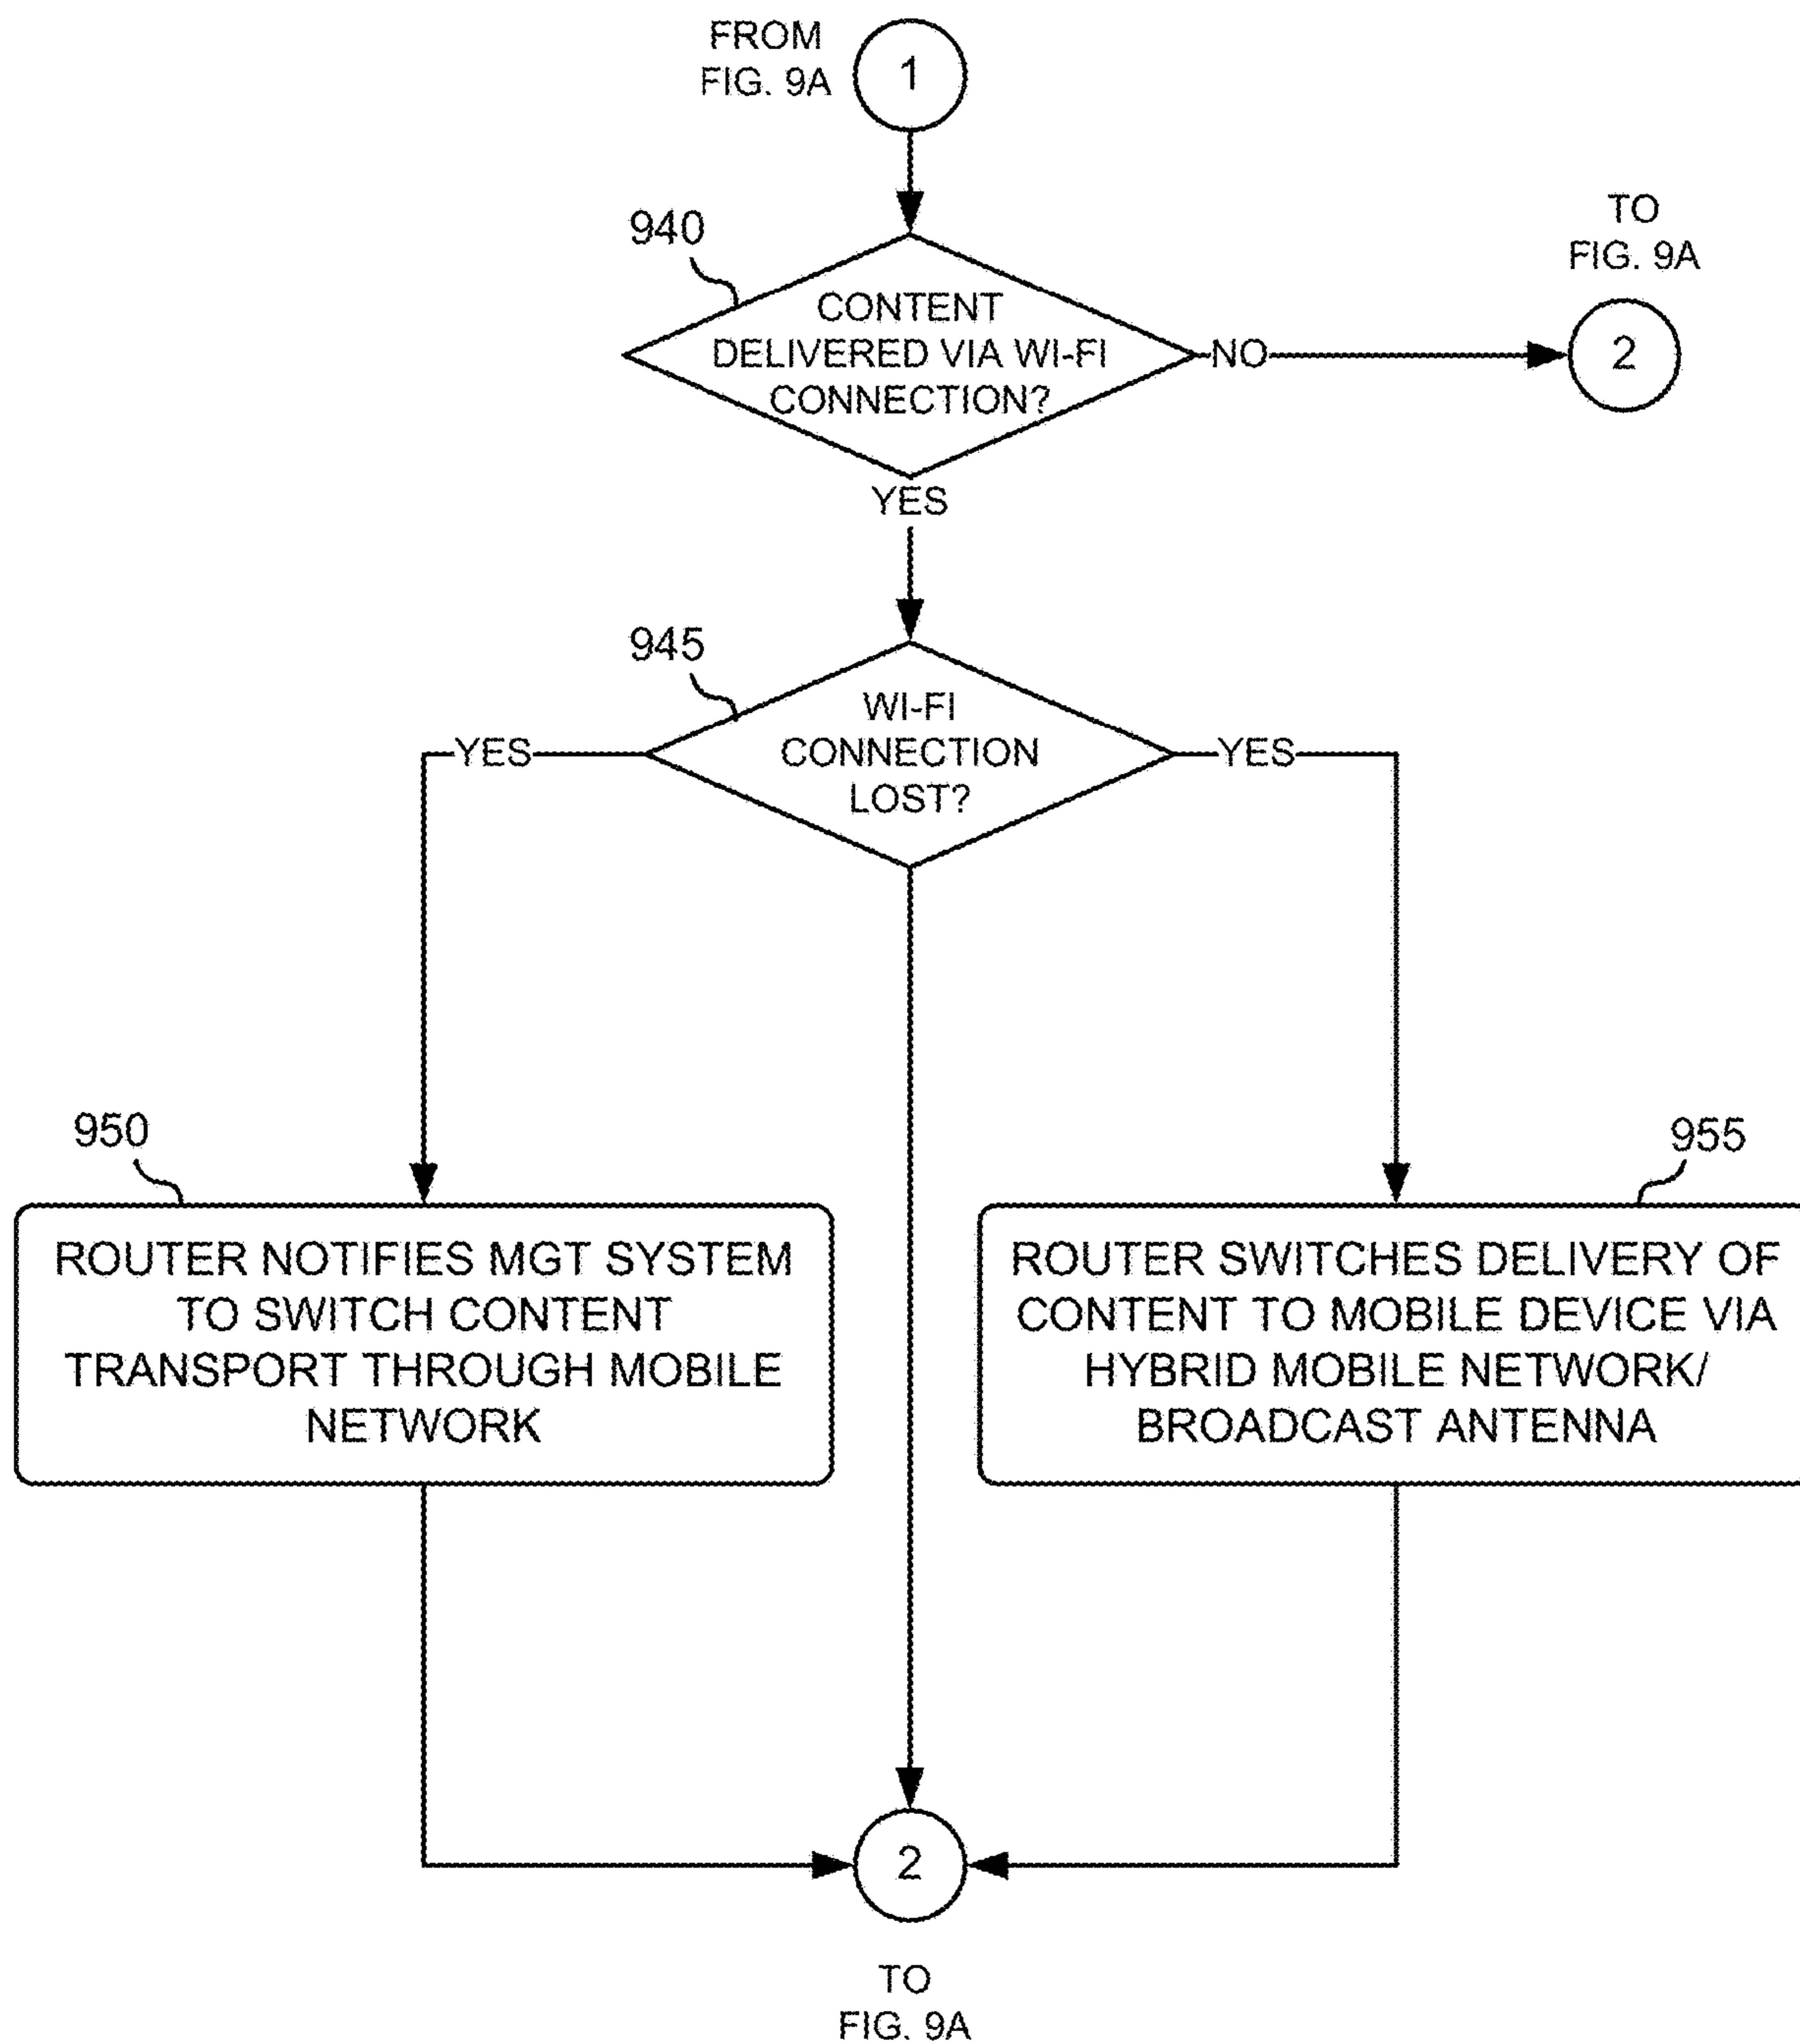 FROM
FIG. 9A
1
940
TO
FIG. 9A
CONTENT
DELIVERED VIA WI-FI
CONNECTION?
NO
2
YES
945
WI-FI
CONNECTION
LOST?
YES
YES
950
955
ROUTER NOTIFIES MGT SYSTEM
TO SWITCH CONTENT
TRANSPORT THROUGH MOBILE
NETWORK
ROUTER SWITCHES DELIVERY OF
CONTENT TO MOBILE DEVICE VIA
HYBRID MOBILE NETWORK/
BROADCAST ANTENNA
2
TO
FIG. 9A